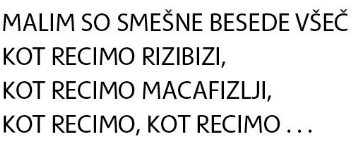 MALIM SO SMEŠNE BESEDE VŠEČ
KOT RECIMO RIZIBIZI,
KOT RECIMO MACAFIZLJI,
KOT RECIMO, KOT RECIMO . . .